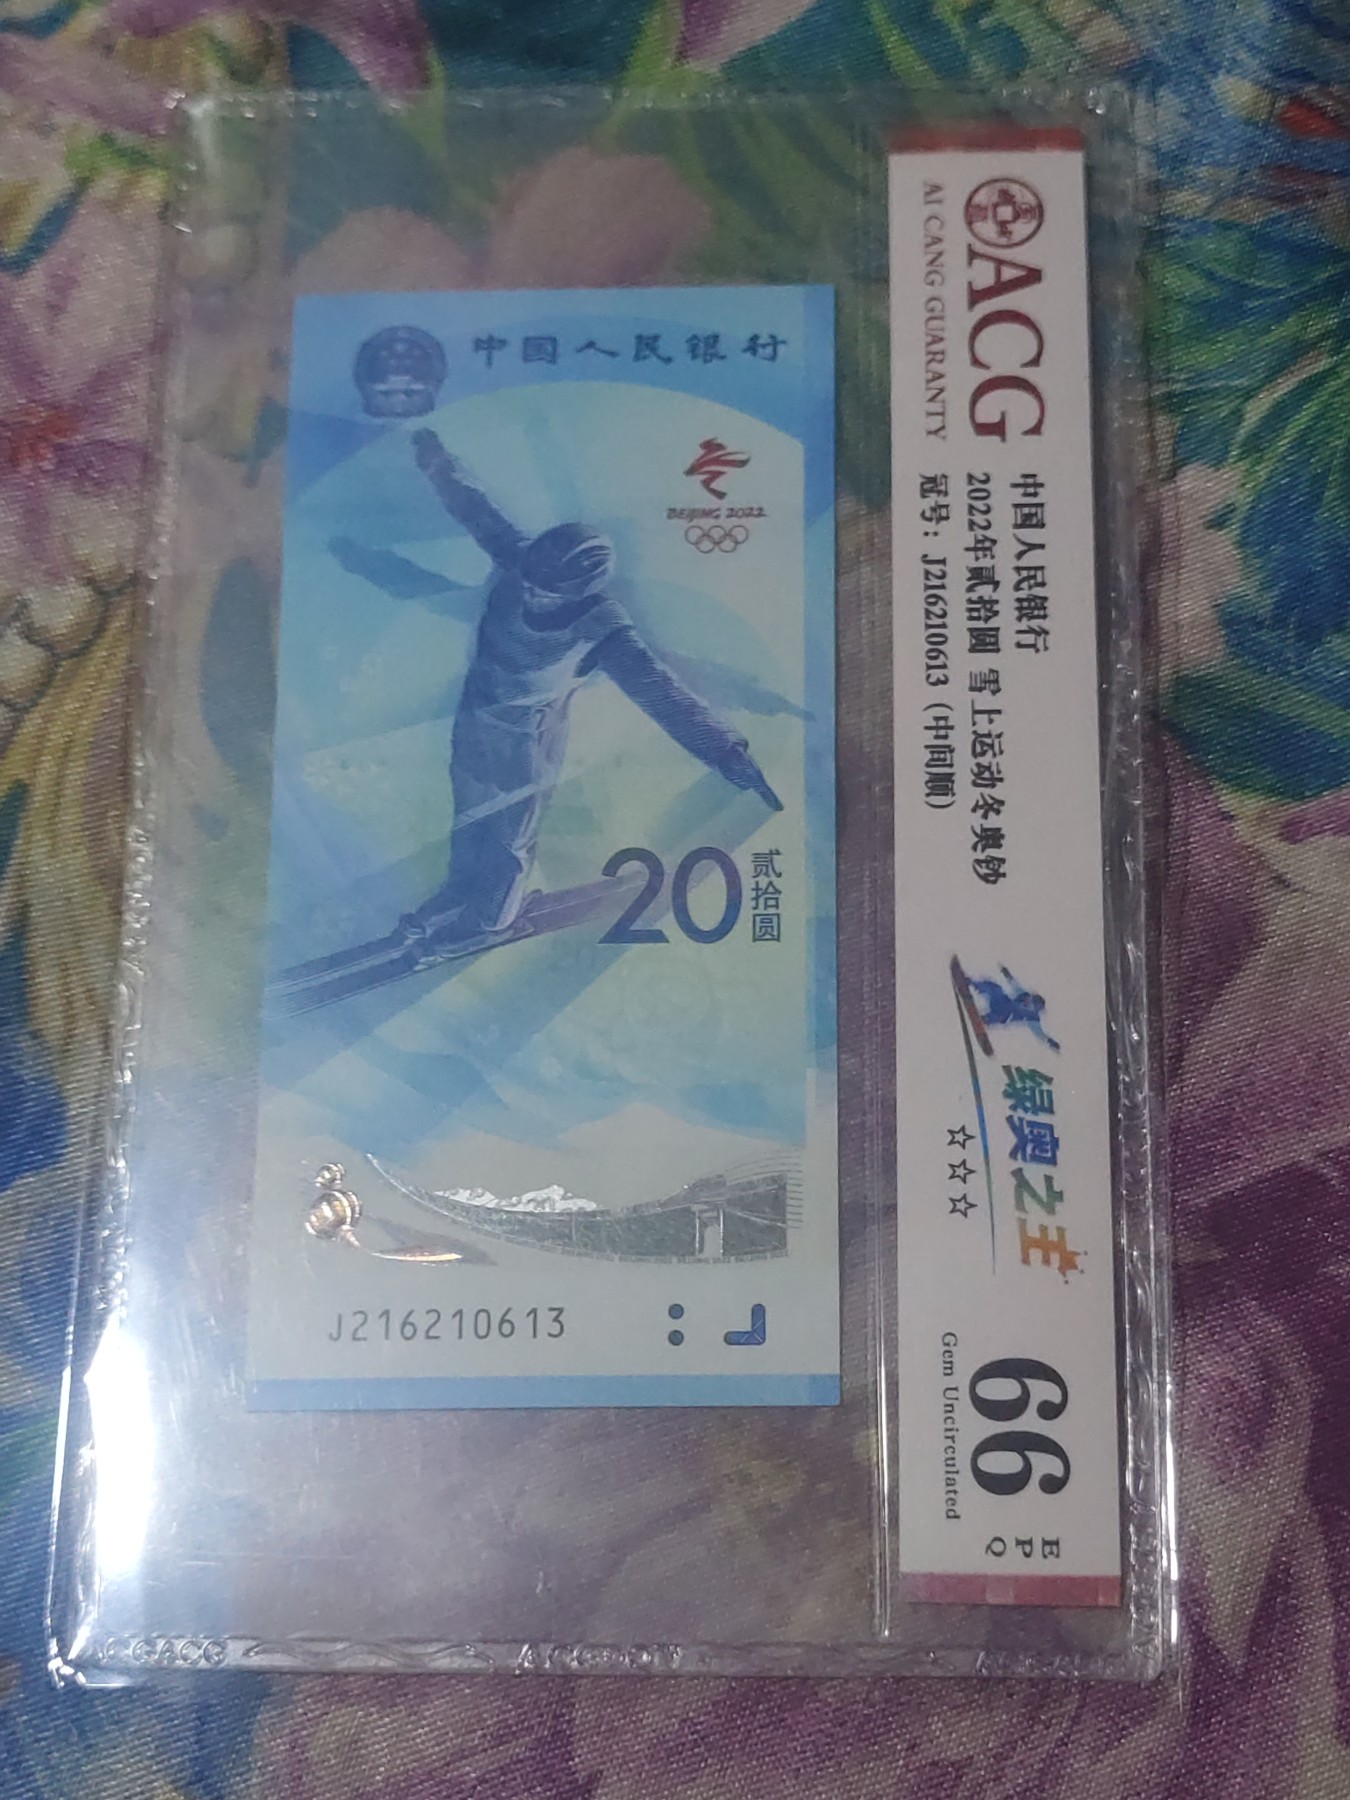 中国人民银行
BEIJING 2022
20
贰拾圆
J216210613
ACG
AI CANG GUARANTY
中国人民银行
2022年贰拾圆 雪上运动冬奥钞
冠号：J216210613（中间顺）
绿奥之主
☆☆☆
66
Gem Uncirculated
EPQ